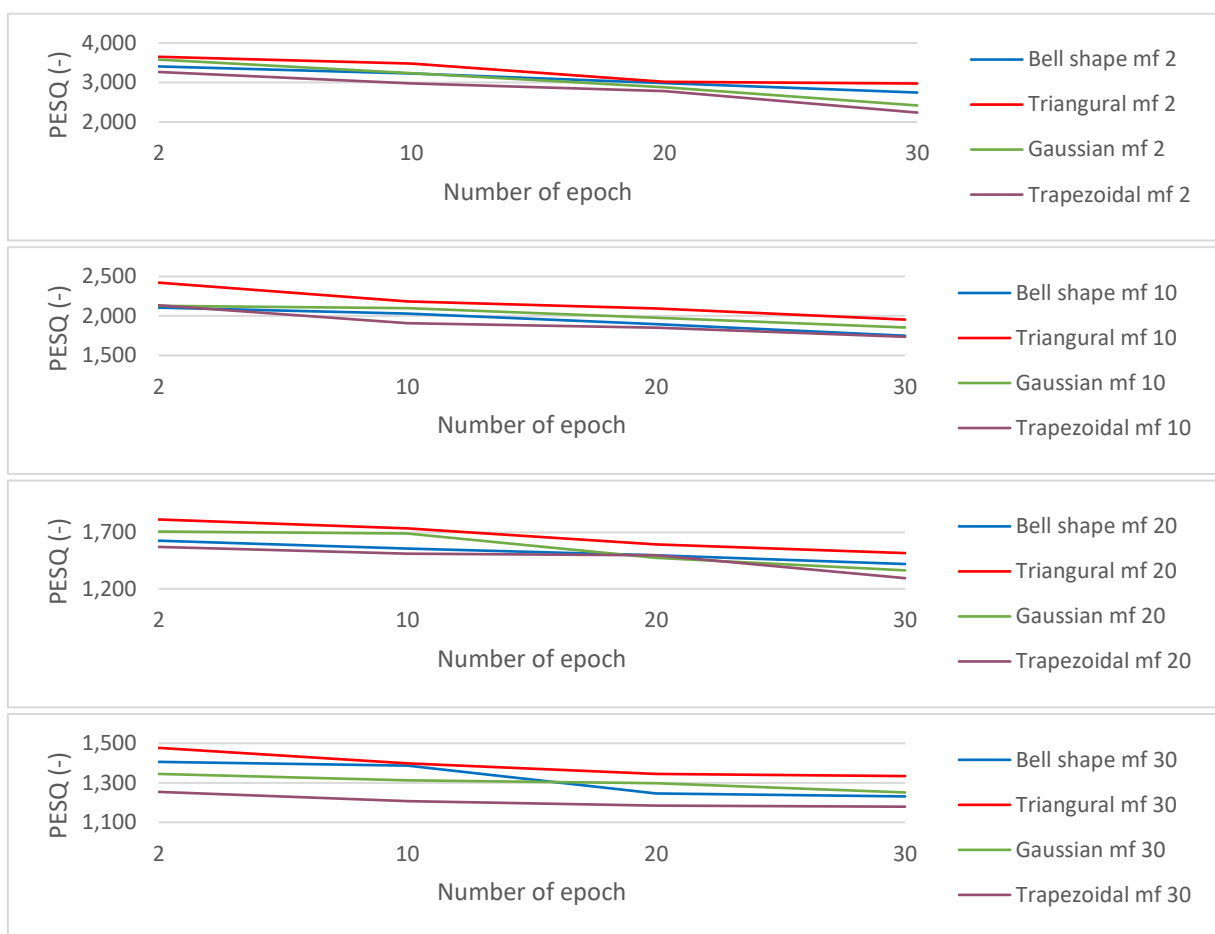 PESQ (-)
4,000
3,000
2,000
2
10
20
30
Number of epoch
Bell shape mf 2
Triangural mf 2
Gaussian mf 2
Trapezoidal mf 2
PESQ (-)
2,500
2,000
1,500
2
10
20
30
Number of epoch
Bell shape mf 10
Triangural mf 10
Gaussian mf 10
Trapezoidal mf 10
PESQ (-)
1,700
1,200
2
10
20
30
Number of epoch
Bell shape mf 20
Triangural mf 20
Gaussian mf 20
Trapezoidal mf 20
PESQ (-)
1,500
1,300
1,100
2
10
20
30
Number of epoch
Bell shape mf 30
Triangural mf 30
Gaussian mf 30
Trapezoidal mf 30